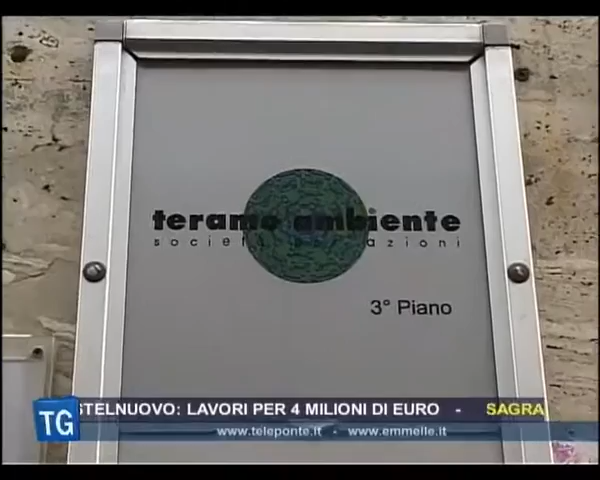 teramo ambiente
società per azioni
3° Piano
TG
STELNUOVO: LAVORI PER 4 MILIONI DI EURO - SAGRA
www.teleponte.it - www.emmelle.it